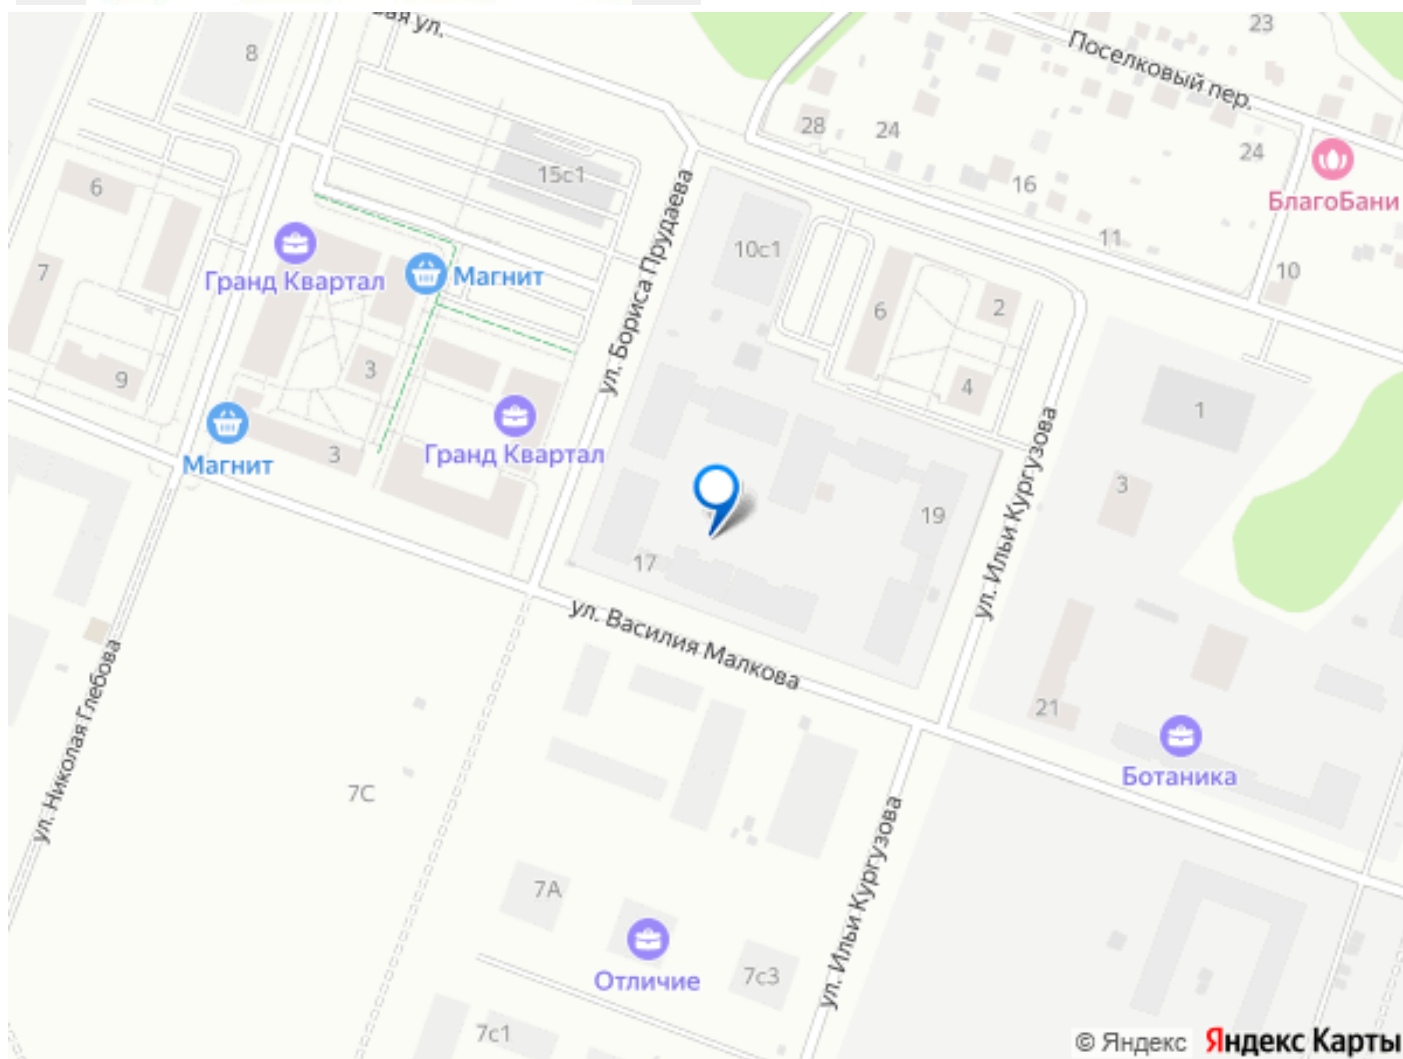 вая ул.
23
8
Поселковый пер.
28
24
24
15с1
16
БлагоБани
6
11
10с1
10
7
Гранд Квартал
Магнит
ул. Бориса Прудаева
6
2
3
4
9
1
Гранд Квартал
Магнит
3
3
19
17
ул. Ильи Кургузова
ул. Василия Малкова
21
ул. Николая Глебова
Ботаника
7С
ул. Ильи Кургузова
7А
Отличие
7с3
7с1
© Яндекс Яндекс Карты